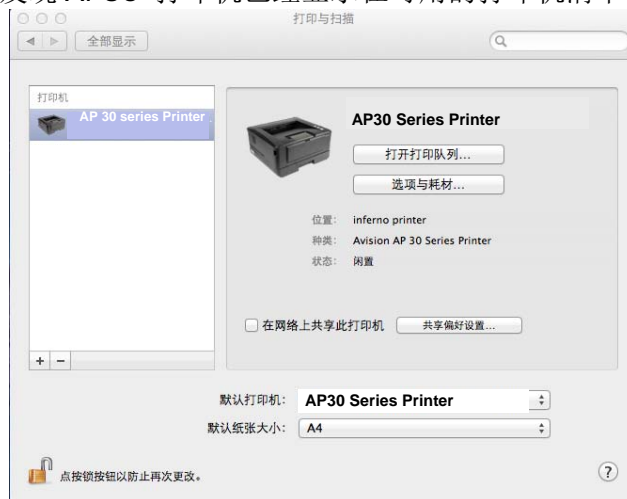 打印与扫描
全部显示
打印机
AP 30 series Printer
AP30 Series Printer
打开打印队列...
选项与耗材...
位置: inferno printer
种类: Avision AP 30 Series Printer
状态: 闲置
在网络上共享此打印机 共享偏好设置...
+ −
默认打印机: AP30 Series Printer
默认纸张大小: A4
点按锁按钮以防止再次更改。 ?